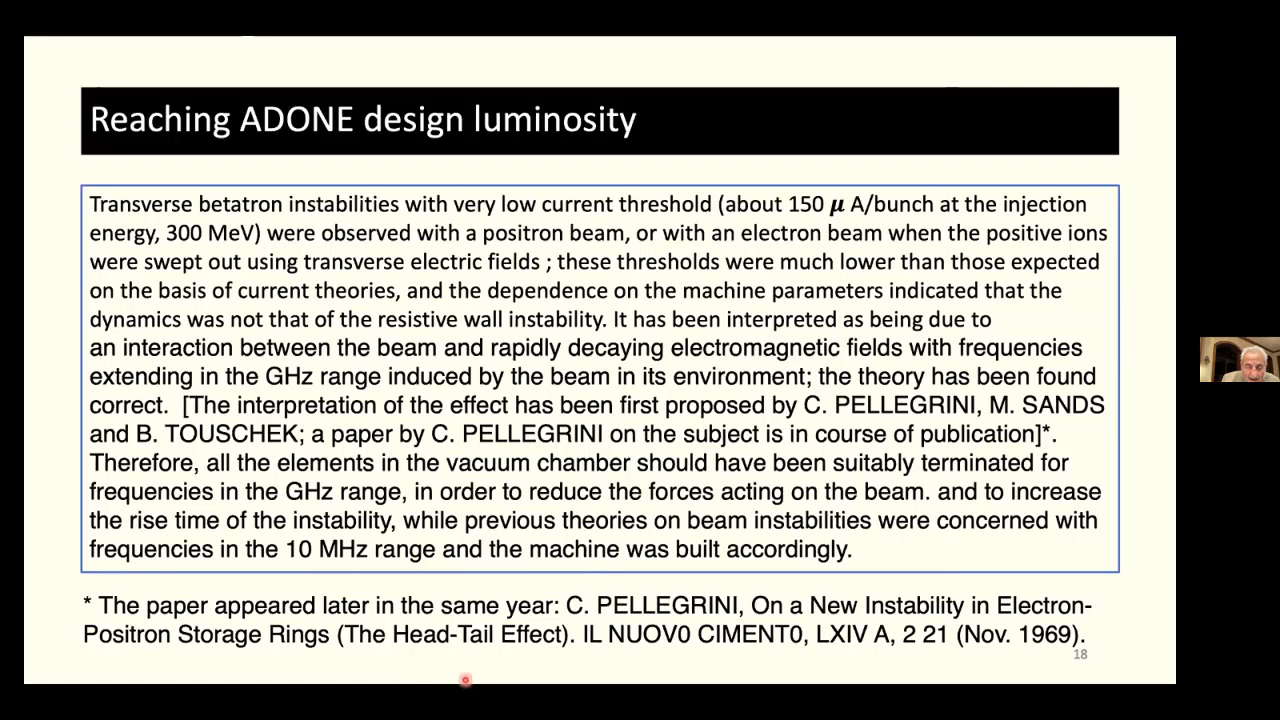 Reaching ADONE design luminosity
Transverse betatron instabilities with very low current threshold (about 150 𝝁 A/bunch at the injection
energy, 300 MeV) were observed with a positron beam, or with an electron beam when the positive ions
were swept out using transverse electric fields ; these thresholds were much lower than those expected
on the basis of current theories, and the dependence on the machine parameters indicated that the
dynamics was not that of the resistive wall instability. It has been interpreted as being due to
an interaction between the beam and rapidly decaying electromagnetic fields with frequencies
extending in the GHz range induced by the beam in its environment; the theory has been found
correct. [The interpretation of the effect has been first proposed by C. PELLEGRINI, M. SANDS
and B. TOUSCHEK; a paper by C. PELLEGRINI on the subject is in course of publication]*.
Therefore, all the elements in the vacuum chamber should have been suitably terminated for
frequencies in the GHz range, in order to reduce the forces acting on the beam. and to increase
the rise time of the instability, while previous theories on beam instabilities were concerned with
frequencies in the 10 MHz range and the machine was built accordingly.
* The paper appeared later in the same year: C. PELLEGRINI, On a New Instability in Electron-
Positron Storage Rings (The Head-Tail Effect). IL NUOV0 CIMENT0, LXIV A, 2 21 (Nov. 1969).
18